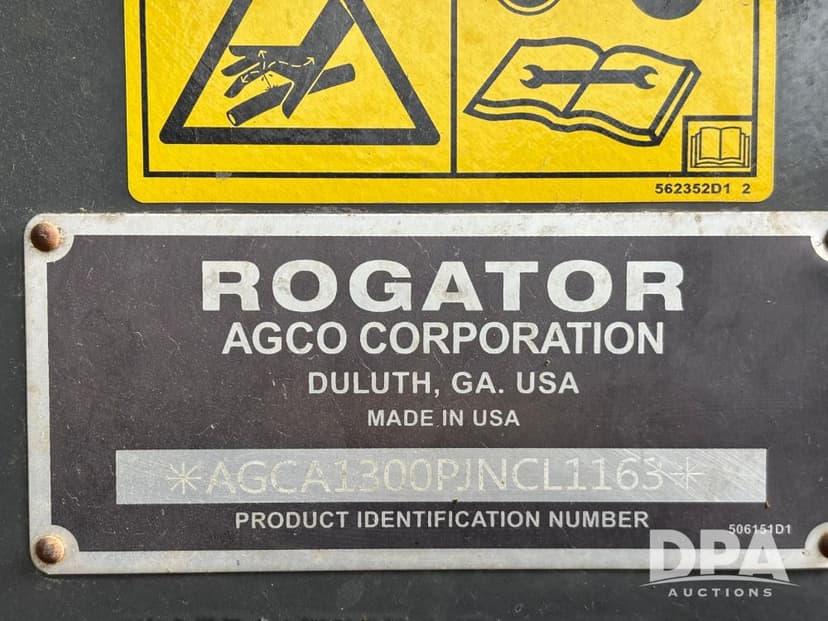 562352D1 2
ROGATOR
AGCO CORPORATION
DULUTH, GA. USA
MADE IN USA
*AGCA1300PJNCL1163*
PRODUCT IDENTIFICATION NUMBER
506151D1
DPA
AUCTIONS